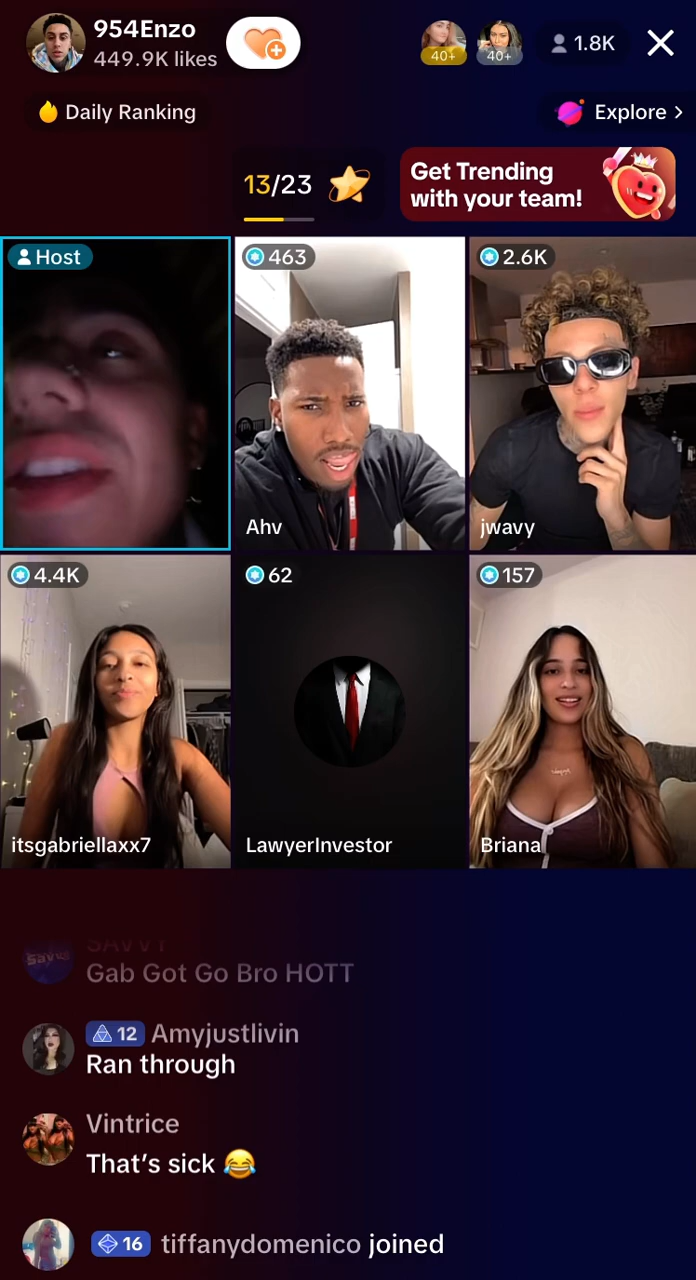 954Enzo
449.9K likes
40+
40+
1.8K
Daily Ranking
Explore >
13/23
Get Trending
with your team!
Host
463
2.6K
Ahv
jwavy
4.4K
62
157
itsgabriellaxx7
LawyerInvestor
Briana
SAVVY
Gab Got Go Bro HOTT
12 Amyjustlivin
Ran through
Vintrice
That's sick 😂
16 tiffanydomenico joined